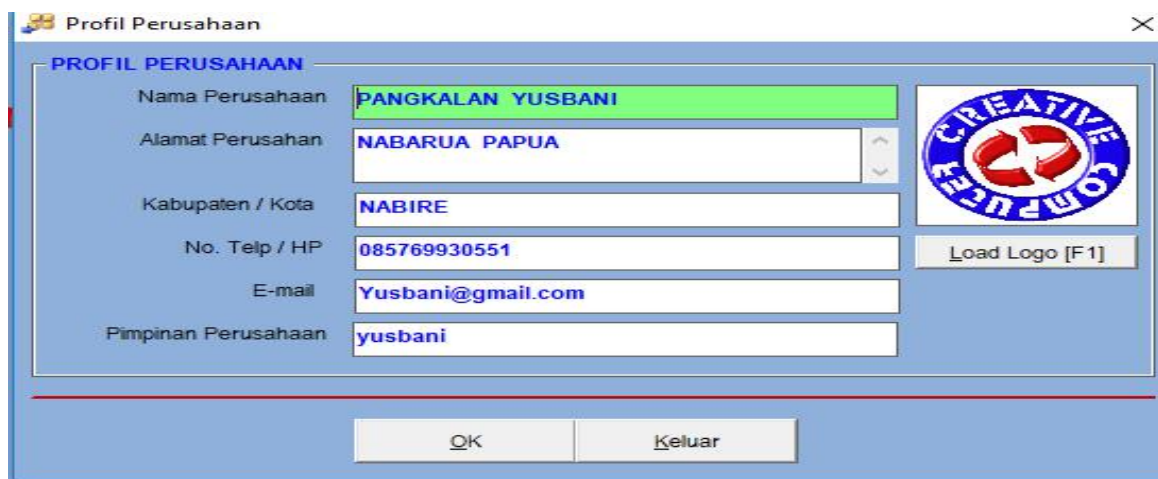 Profil Perusahaan
PROFIL PERUSAHAAN
Nama Perusahaan PANGKALAN YUSBANI
Alamat Perusahan NABARUA PAPUA
Kabupaten / Kota NABIRE
No. Telp / HP 085769930551
E-mail Yusbani@gmail.com
Pimpinan Perusahaan yusbani
CREATIVE COMPUTER
Load Logo [F1]
OK Keluar